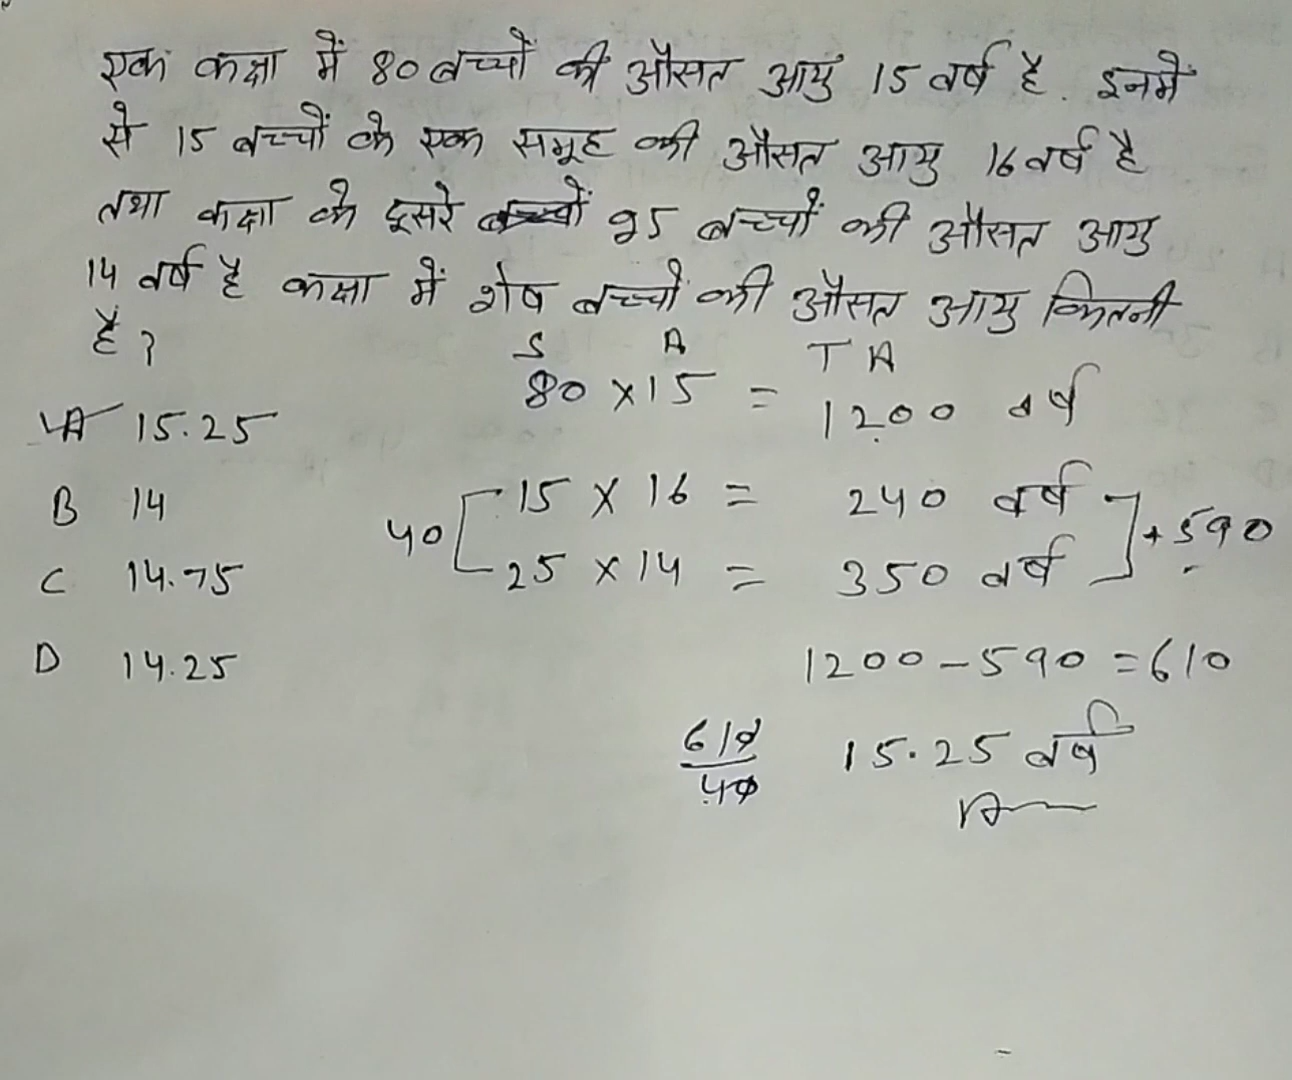 एक कक्षा में 80 बच्चों की औसत आयु 15 वर्ष है. इनमें
से 15 बच्चों के एक समूह की औसत आयु 16 वर्ष है
तथा कक्षा के दूसरे बच्चों 25 बच्चों की औसत आयु
14 वर्ष है कक्षा में शेष बच्चों की औसत आयु कितनी
है?
S A T A
80 × 15 = 1200 वर्ष
A 15.25
B 14
C 14.75
D 14.25
40 [ 15 × 16 = 240 वर्ष
25 × 14 = 350 वर्ष ] + 590
1200 - 590 = 610
610/40 15.25 वर्ष